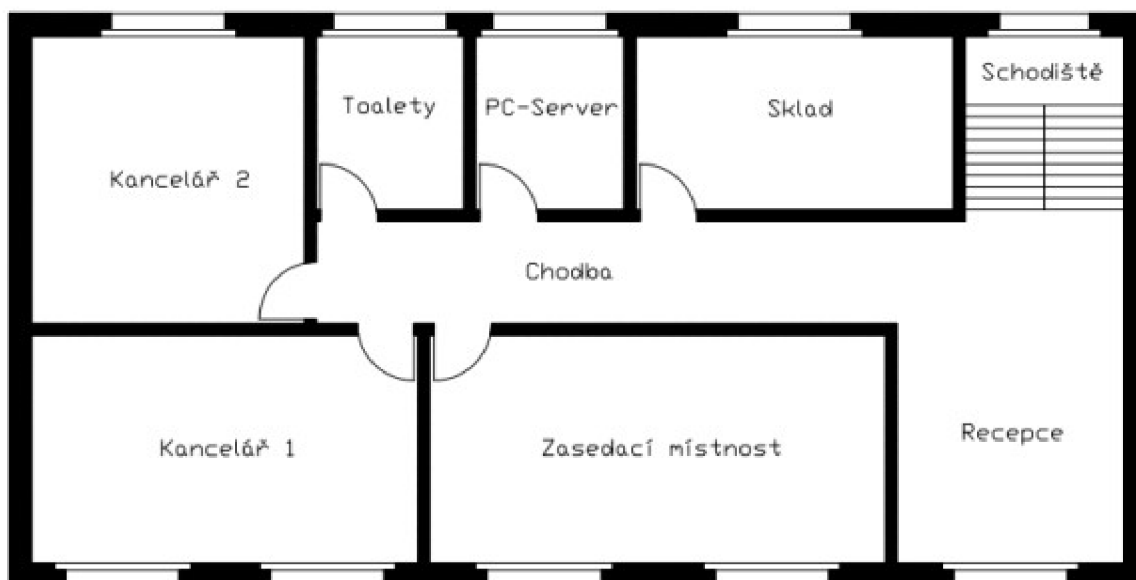 Schodiště
Toalety
PC-Server
Sklad
Kancelář 2
Chodba
Kancelář 1
Zasedací místnost
Recepce